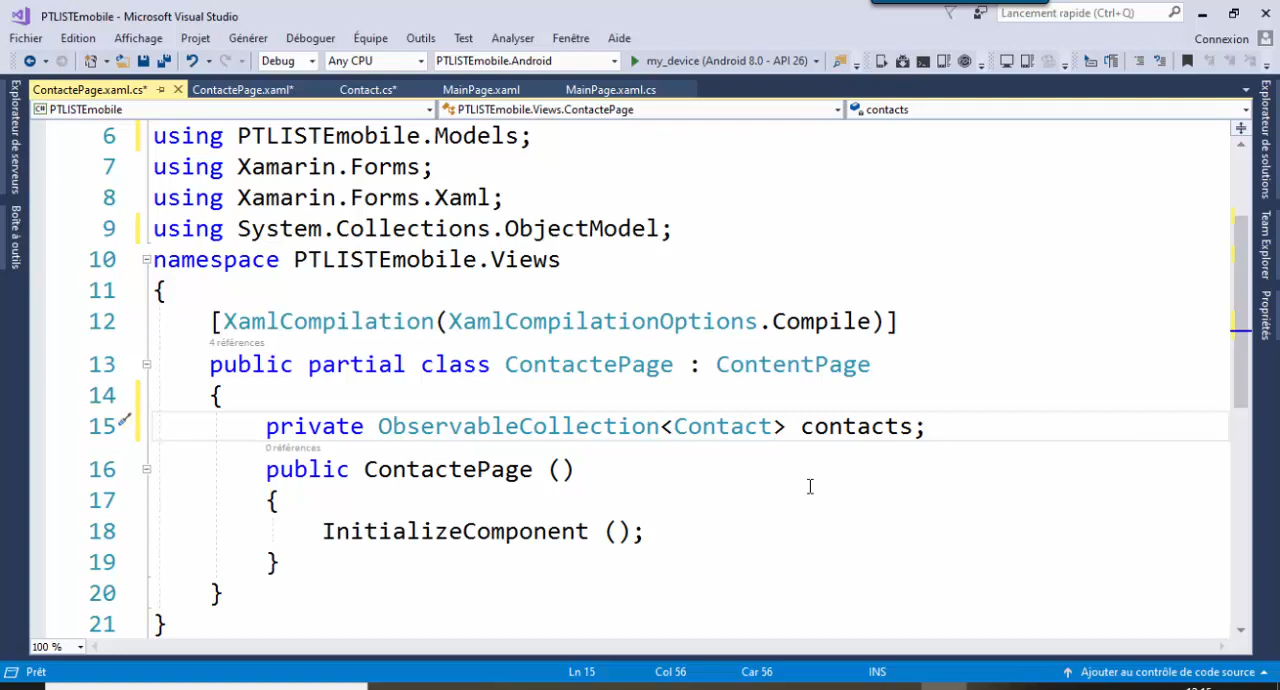 PTLISTEmobile - Microsoft Visual Studio
Lancement rapide (Ctrl+Q)
Fichier Edition Affichage Projet Générer Déboguer Équipe Outils Test Analyser Fenêtre Aide
Connexion
Debug Any CPU PTLISTEmobile.Android my_device (Android 8.0 - API 26)
ContactePage.xaml.cs* ContactePage.xaml* Contact.cs* MainPage.xaml MainPage.xaml.cs
PTLISTEmobile PTLISTEmobile.Views.ContactePage contacts
Explorateur de serveurs
Boîte à outils
6 using PTLISTEmobile.Models;
7 using Xamarin.Forms;
8 using Xamarin.Forms.Xaml;
9 using System.Collections.ObjectModel;
10 namespace PTLISTEmobile.Views
11 {
12 [XamlCompilation(XamlCompilationOptions.Compile)]
4 références
13 public partial class ContactePage : ContentPage
14 {
15 private ObservableCollection<Contact> contacts;
0 références
16 public ContactePage ()
17 {
18 InitializeComponent ();
19 }
20 }
21 }
Explorateur de solutions
Team Explorer
Propriétés
100 %
Prêt Ln 15 Col 56 Car 56 INS Ajouter au contrôle de code source